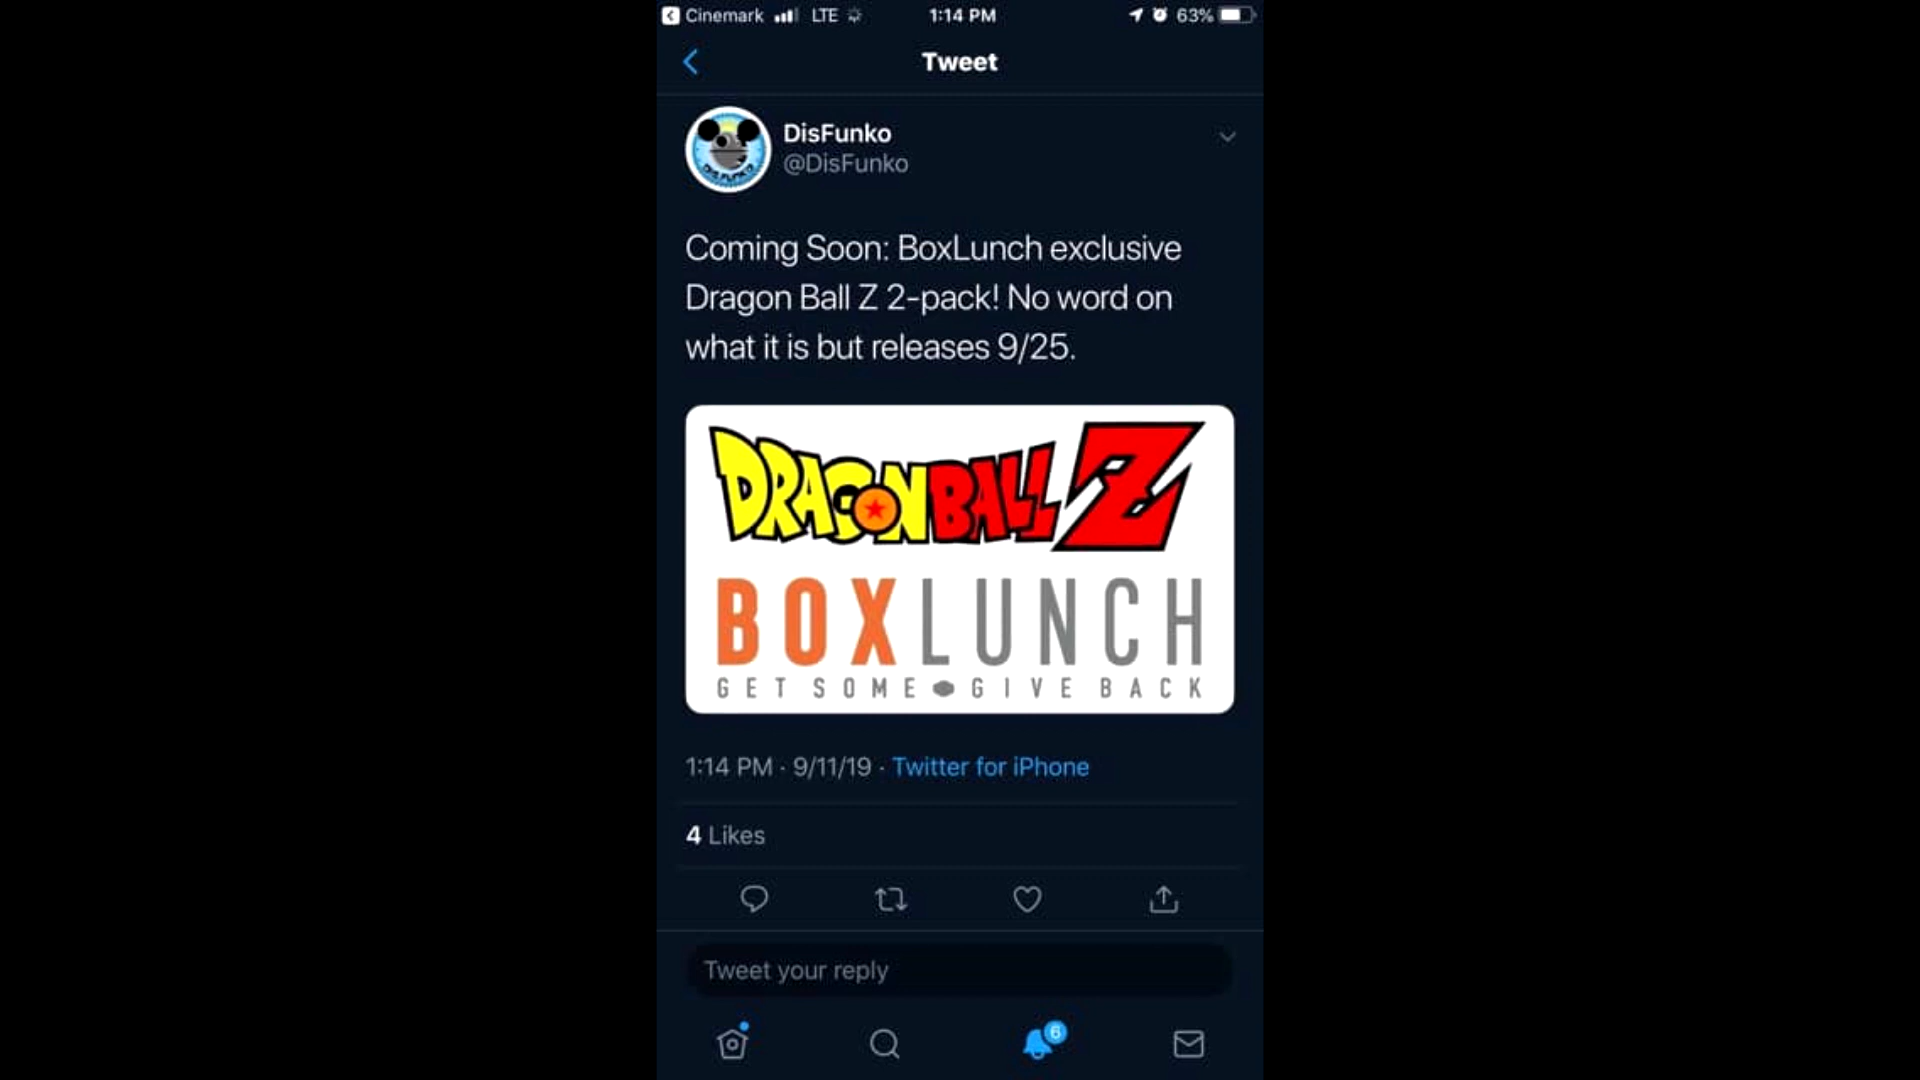 Cinemark LTE 1:14 PM 63%
Tweet
DisFunko
@DisFunko
Coming Soon: BoxLunch exclusive
Dragon Ball Z 2-pack! No word on
what it is but releases 9/25.
DRAGONBALL Z
BOXLUNCH
GET SOME GIVE BACK
1:14 PM · 9/11/19 · Twitter for iPhone
4 Likes
Tweet your reply
6